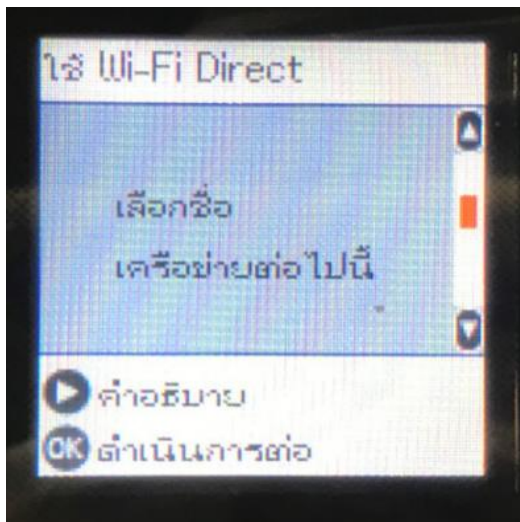 ใช้ Wi-Fi Direct
เลือกชื่อ
เครือข่ายต่อไปนี้
คำอธิบาย
OK ดำเนินการต่อ